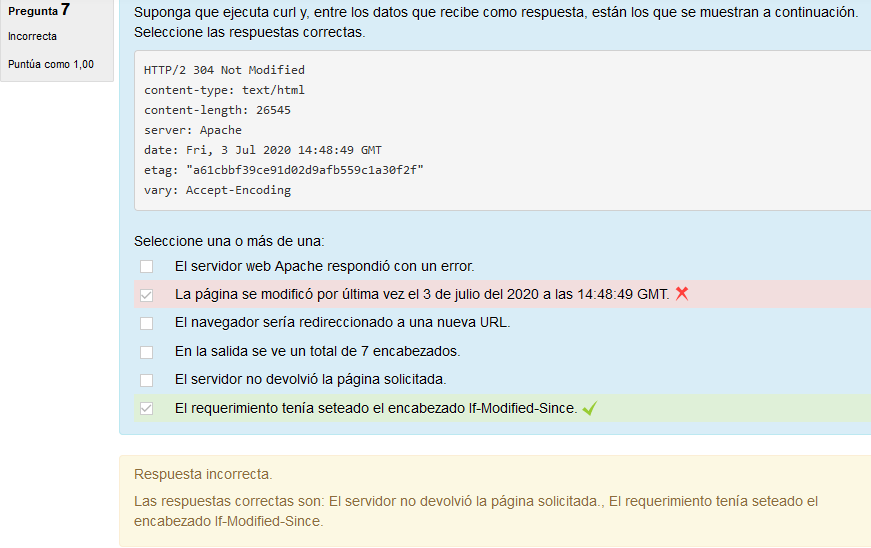 Pregunta 7
Incorrecta
Puntúa como 1,00
Suponga que ejecuta curl y, entre los datos que recibe como respuesta, están los que se muestran a continuación.
Seleccione las respuestas correctas.
HTTP/2 304 Not Modified
content-type: text/html
content-length: 26545
server: Apache
date: Fri, 3 Jul 2020 14:48:49 GMT
etag: "a61cbbf39ce91d02d9afb559c1a30f2f"
vary: Accept-Encoding
Seleccione una o más de una:
El servidor web Apache respondió con un error.
La página se modificó por última vez el 3 de julio del 2020 a las 14:48:49 GMT.
El navegador sería redireccionado a una nueva URL.
En la salida se ve un total de 7 encabezados.
El servidor no devolvió la página solicitada.
El requerimiento tenía seteado el encabezado If-Modified-Since.
Respuesta incorrecta.
Las respuestas correctas son: El servidor no devolvió la página solicitada., El requerimiento tenía seteado el
encabezado If-Modified-Since.